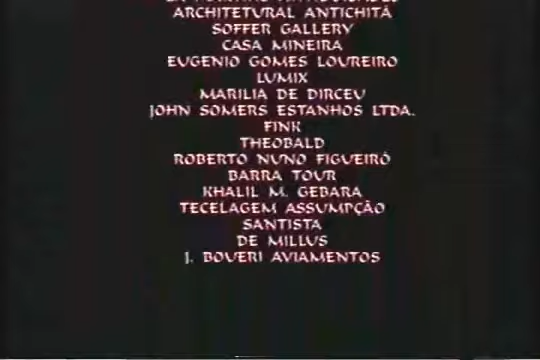 ARCHITETURAL ANTICHITÀ
SOFFER GALLERY
CASA MINEIRA
EUGENIO GOMES LOUREIRO
LUMIX
MARILIA DE DIRCEU
JOHN SOMERS ESTANHOS LTDA.
FINK
THEOBALD
ROBERTO NUNO FIGUEIRÓ
BARRA TOUR
KHALIL M. GEBARA
TECELAGEM ASSUMPÇÃO
SANTISTA
DE MILLUS
J. BOUERI AVIAMENTOS